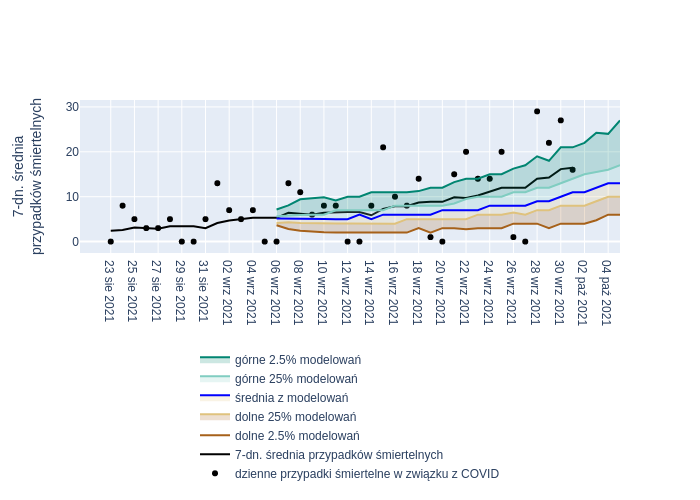 7-dn. średnia
przypadków śmiertelnych
30
20
10
0
23 sie 2021
25 sie 2021
27 sie 2021
29 sie 2021
31 sie 2021
02 wrz 2021
04 wrz 2021
06 wrz 2021
08 wrz 2021
10 wrz 2021
12 wrz 2021
14 wrz 2021
16 wrz 2021
18 wrz 2021
20 wrz 2021
22 wrz 2021
24 wrz 2021
26 wrz 2021
28 wrz 2021
30 wrz 2021
02 paź 2021
04 paź 2021
górne 2.5% modelowań
górne 25% modelowań
średnia z modelowań
dolne 25% modelowań
dolne 2.5% modelowań
7-dn. średnia przypadków śmiertelnych
dzienne przypadki śmiertelne w związku z COVID